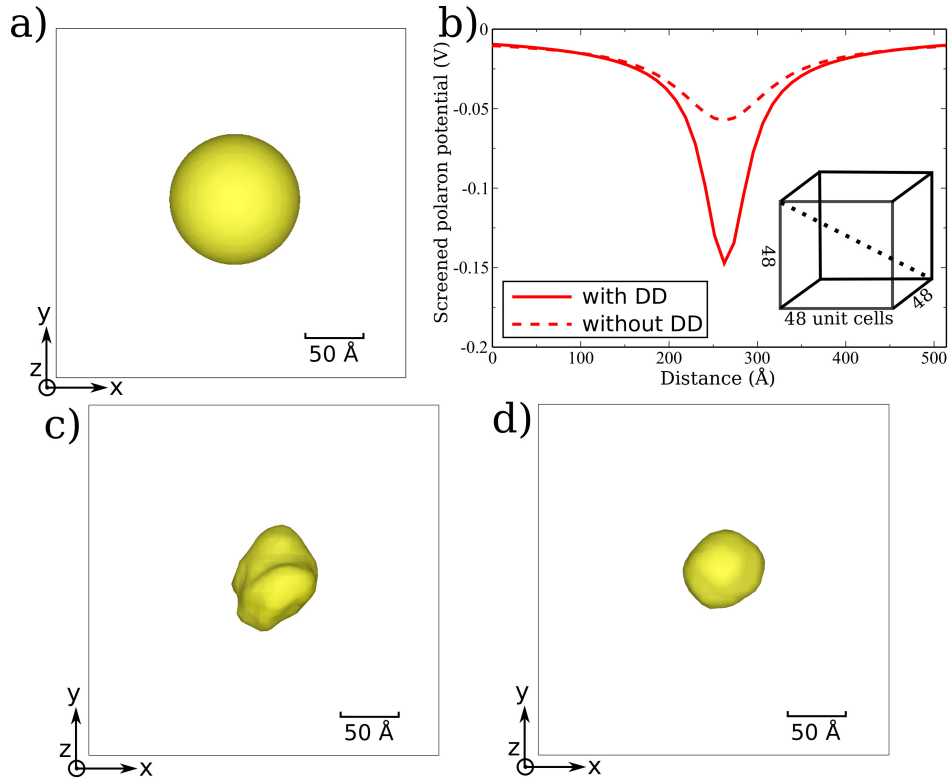 a)
50 Å
y
z
x
b)
Screened polaron potential (V)
0
-0.05
-0.1
-0.15
-0.2
with DD
without DD
48
48
48 unit cells
0
100
200
300
400
500
Distance (Å)
c)
50 Å
y
z
x
d)
50 Å
y
z
x